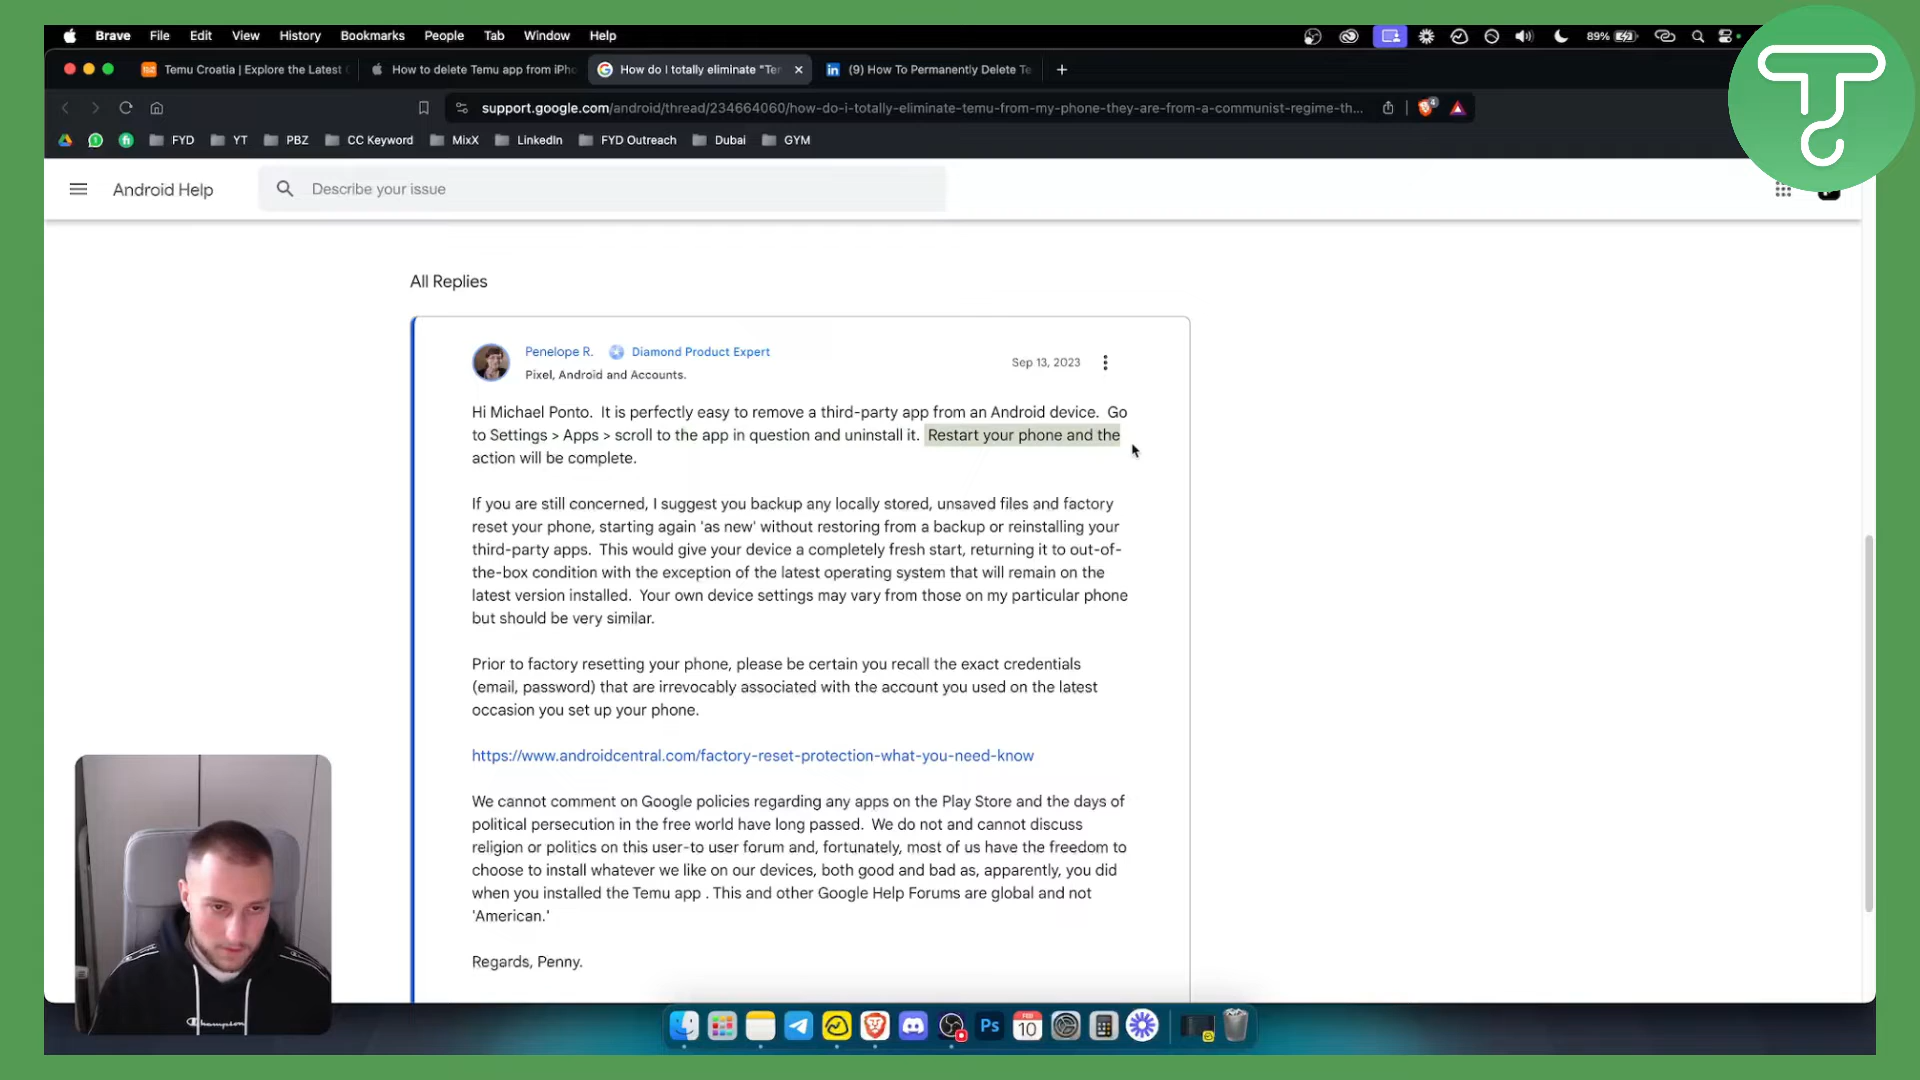 Brave File Edit View History Bookmarks People Tab Window Help 89%
Temu Croatia | Explore the Latest How to delete Temu app from iPho How do I totally eliminate "Ten (9) How To Permanently Delete Te
support.google.com/android/thread/234664060/how-do-i-totally-eliminate-temu-from-my-phone-they-are-from-a-communist-regime-th... 4
FYD YT PBZ CC Keyword MixX LinkedIn FYD Outreach Dubai GYM
Android Help Describe your issue
All Replies
Penelope R. Diamond Product Expert
Sep 13, 2023
Pixel, Android and Accounts.
Hi Michael Ponto. It is perfectly easy to remove a third-party app from an Android device. Go
to Settings > Apps > scroll to the app in question and uninstall it. Restart your phone and the
action will be complete.
If you are still concerned, I suggest you backup any locally stored, unsaved files and factory
reset your phone, starting again 'as new' without restoring from a backup or reinstalling your
third-party apps. This would give your device a completely fresh start, returning it to out-of-
the-box condition with the exception of the latest operating system that will remain on the
latest version installed. Your own device settings may vary from those on my particular phone
but should be very similar.
Prior to factory resetting your phone, please be certain you recall the exact credentials
(email, password) that are irrevocably associated with the account you used on the latest
occasion you set up your phone.
https://www.androidcentral.com/factory-reset-protection-what-you-need-know
We cannot comment on Google policies regarding any apps on the Play Store and the days of
political persecution in the free world have long passed. We do not and cannot discuss
religion or politics on this user-to user forum and, fortunately, most of us have the freedom to
choose to install whatever we like on our devices, both good and bad as, apparently, you did
when you installed the Temu app . This and other Google Help Forums are global and not
'American.'
Regards, Penny.
Champion
Ps
FEB
10